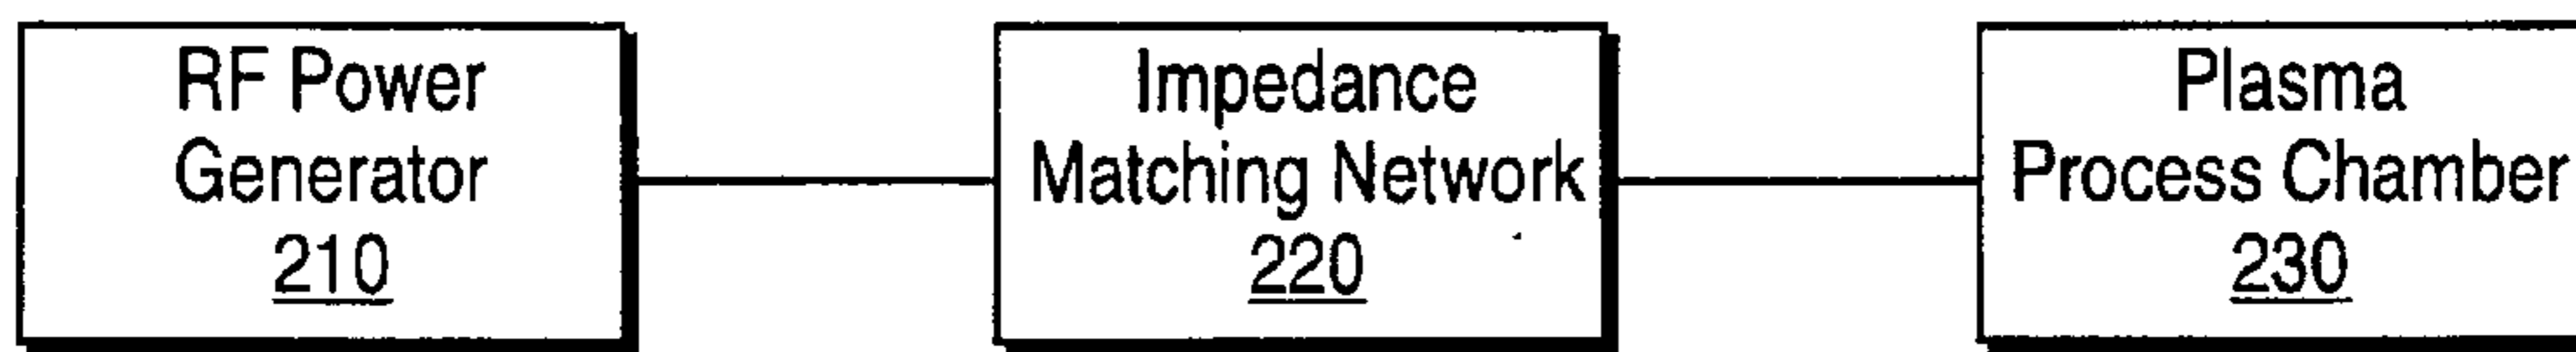 RF Power
Generator
210
Impedance
Matching Network
220
Plasma
Process Chamber
230